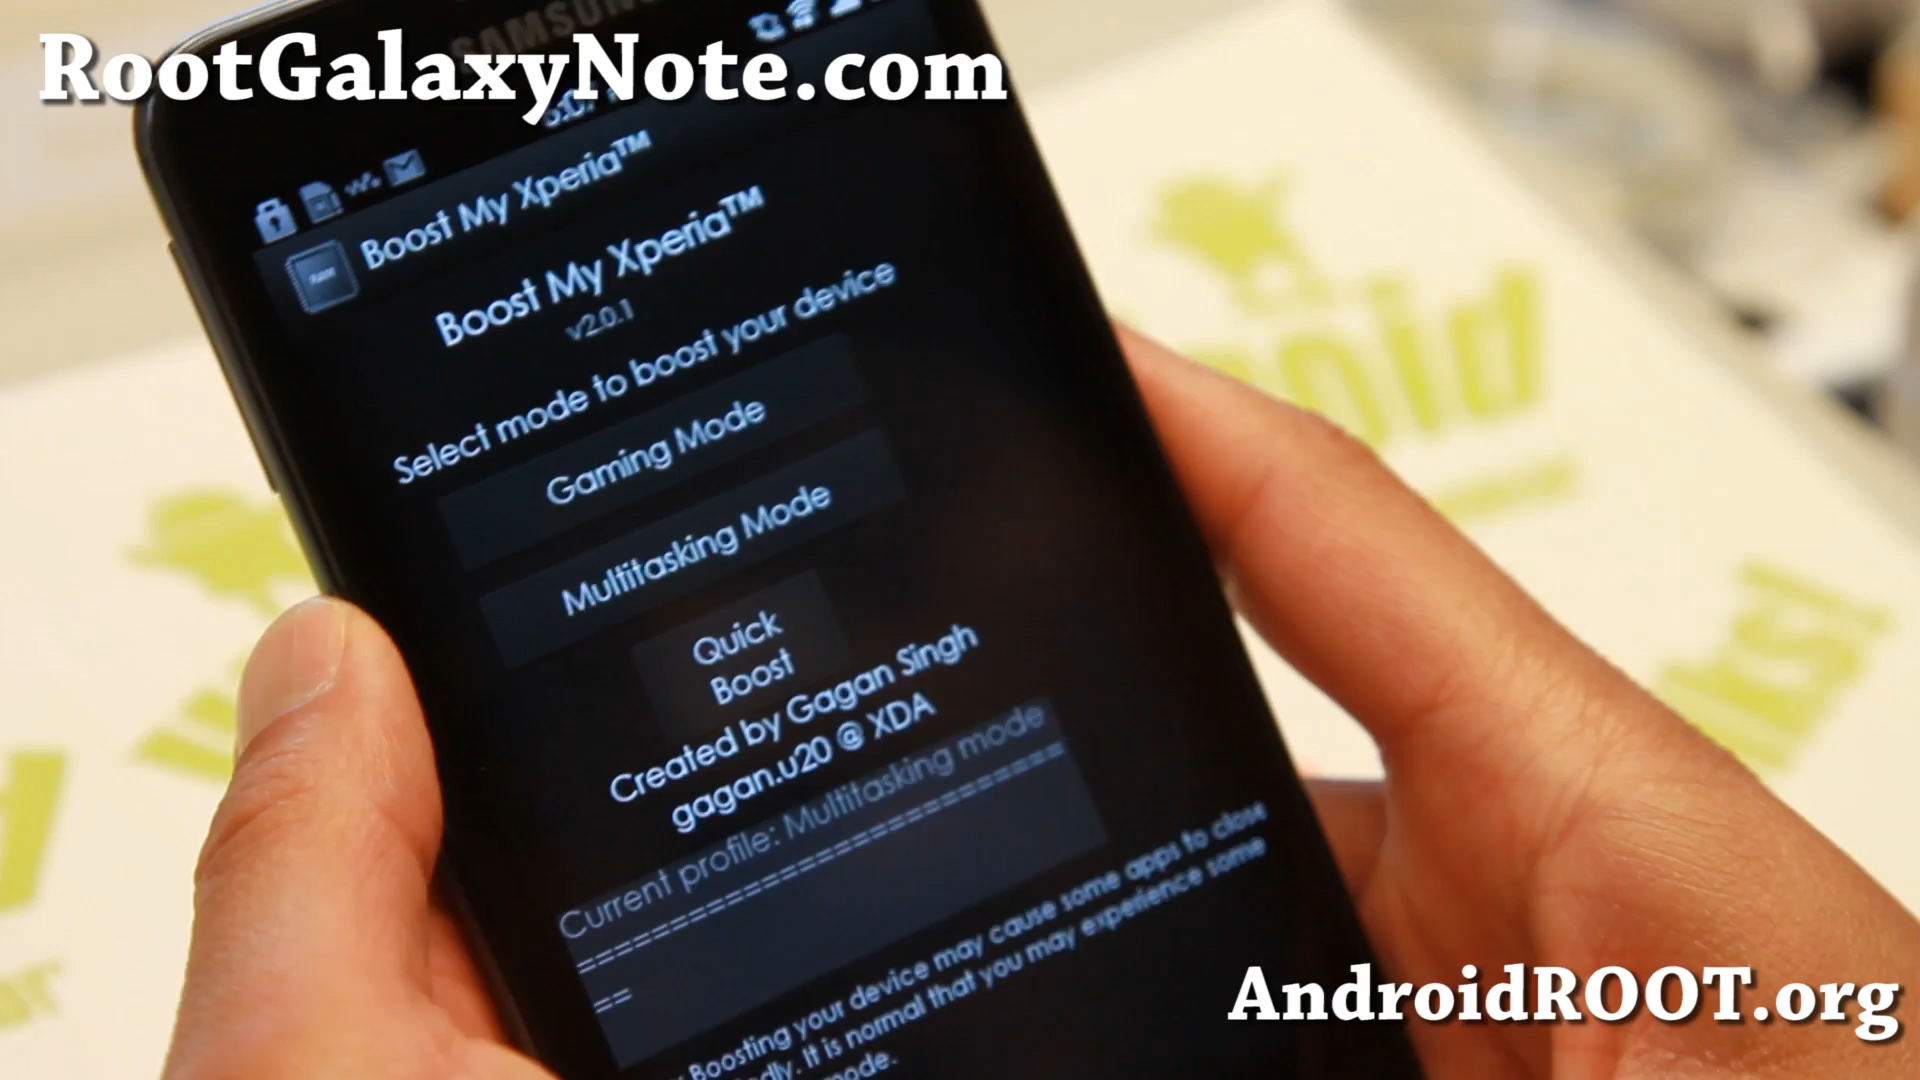 RootGalaxyNote.com
SAMSUNG
Boost My Xperia™
Boost My Xperia™
v2.0.1
Select mode to boost your device
Gaming Mode
Multitasking Mode
Quick
Boost
Created by Gagan Singh
gagan.u20 @ XDA
Current profile: Multitasking mode
Boosting your device may cause some apps to close
It is normal that you may experience some
mode.
AndroidROOT.org